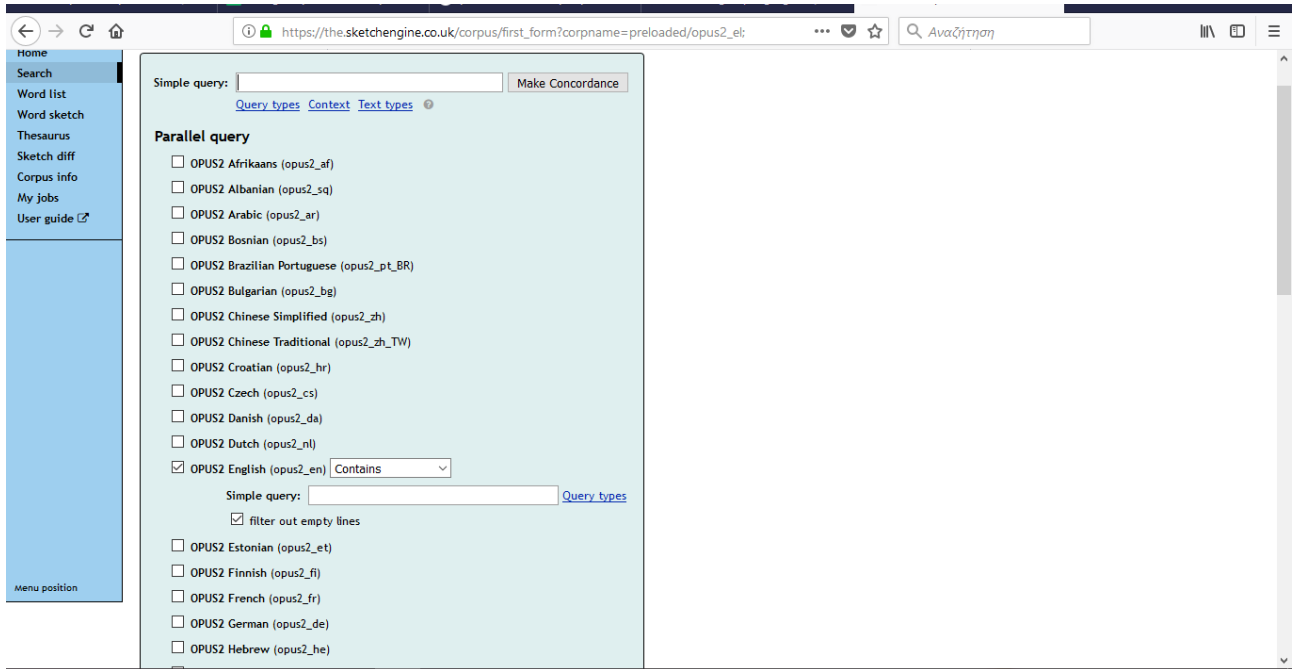 https://the.sketchengine.co.uk/corpus/first_form?corpname=preloaded/opus2_el;
Αναζήτηση
Home
Search
Word list
Word sketch
Thesaurus
Sketch diff
Corpus info
My jobs
User guide
Menu position
Simple query:
Make Concordance
Query types Context Text types ?
Parallel query
OPUS2 Afrikaans (opus2_af)
OPUS2 Albanian (opus2_sq)
OPUS2 Arabic (opus2_ar)
OPUS2 Bosnian (opus2_bs)
OPUS2 Brazilian Portuguese (opus2_pt_BR)
OPUS2 Bulgarian (opus2_bg)
OPUS2 Chinese Simplified (opus2_zh)
OPUS2 Chinese Traditional (opus2_zh_TW)
OPUS2 Croatian (opus2_hr)
OPUS2 Czech (opus2_cs)
OPUS2 Danish (opus2_da)
OPUS2 Dutch (opus2_nl)
OPUS2 English (opus2_en) Contains
Simple query: Query types
filter out empty lines
OPUS2 Estonian (opus2_et)
OPUS2 Finnish (opus2_fi)
OPUS2 French (opus2_fr)
OPUS2 German (opus2_de)
OPUS2 Hebrew (opus2_he)